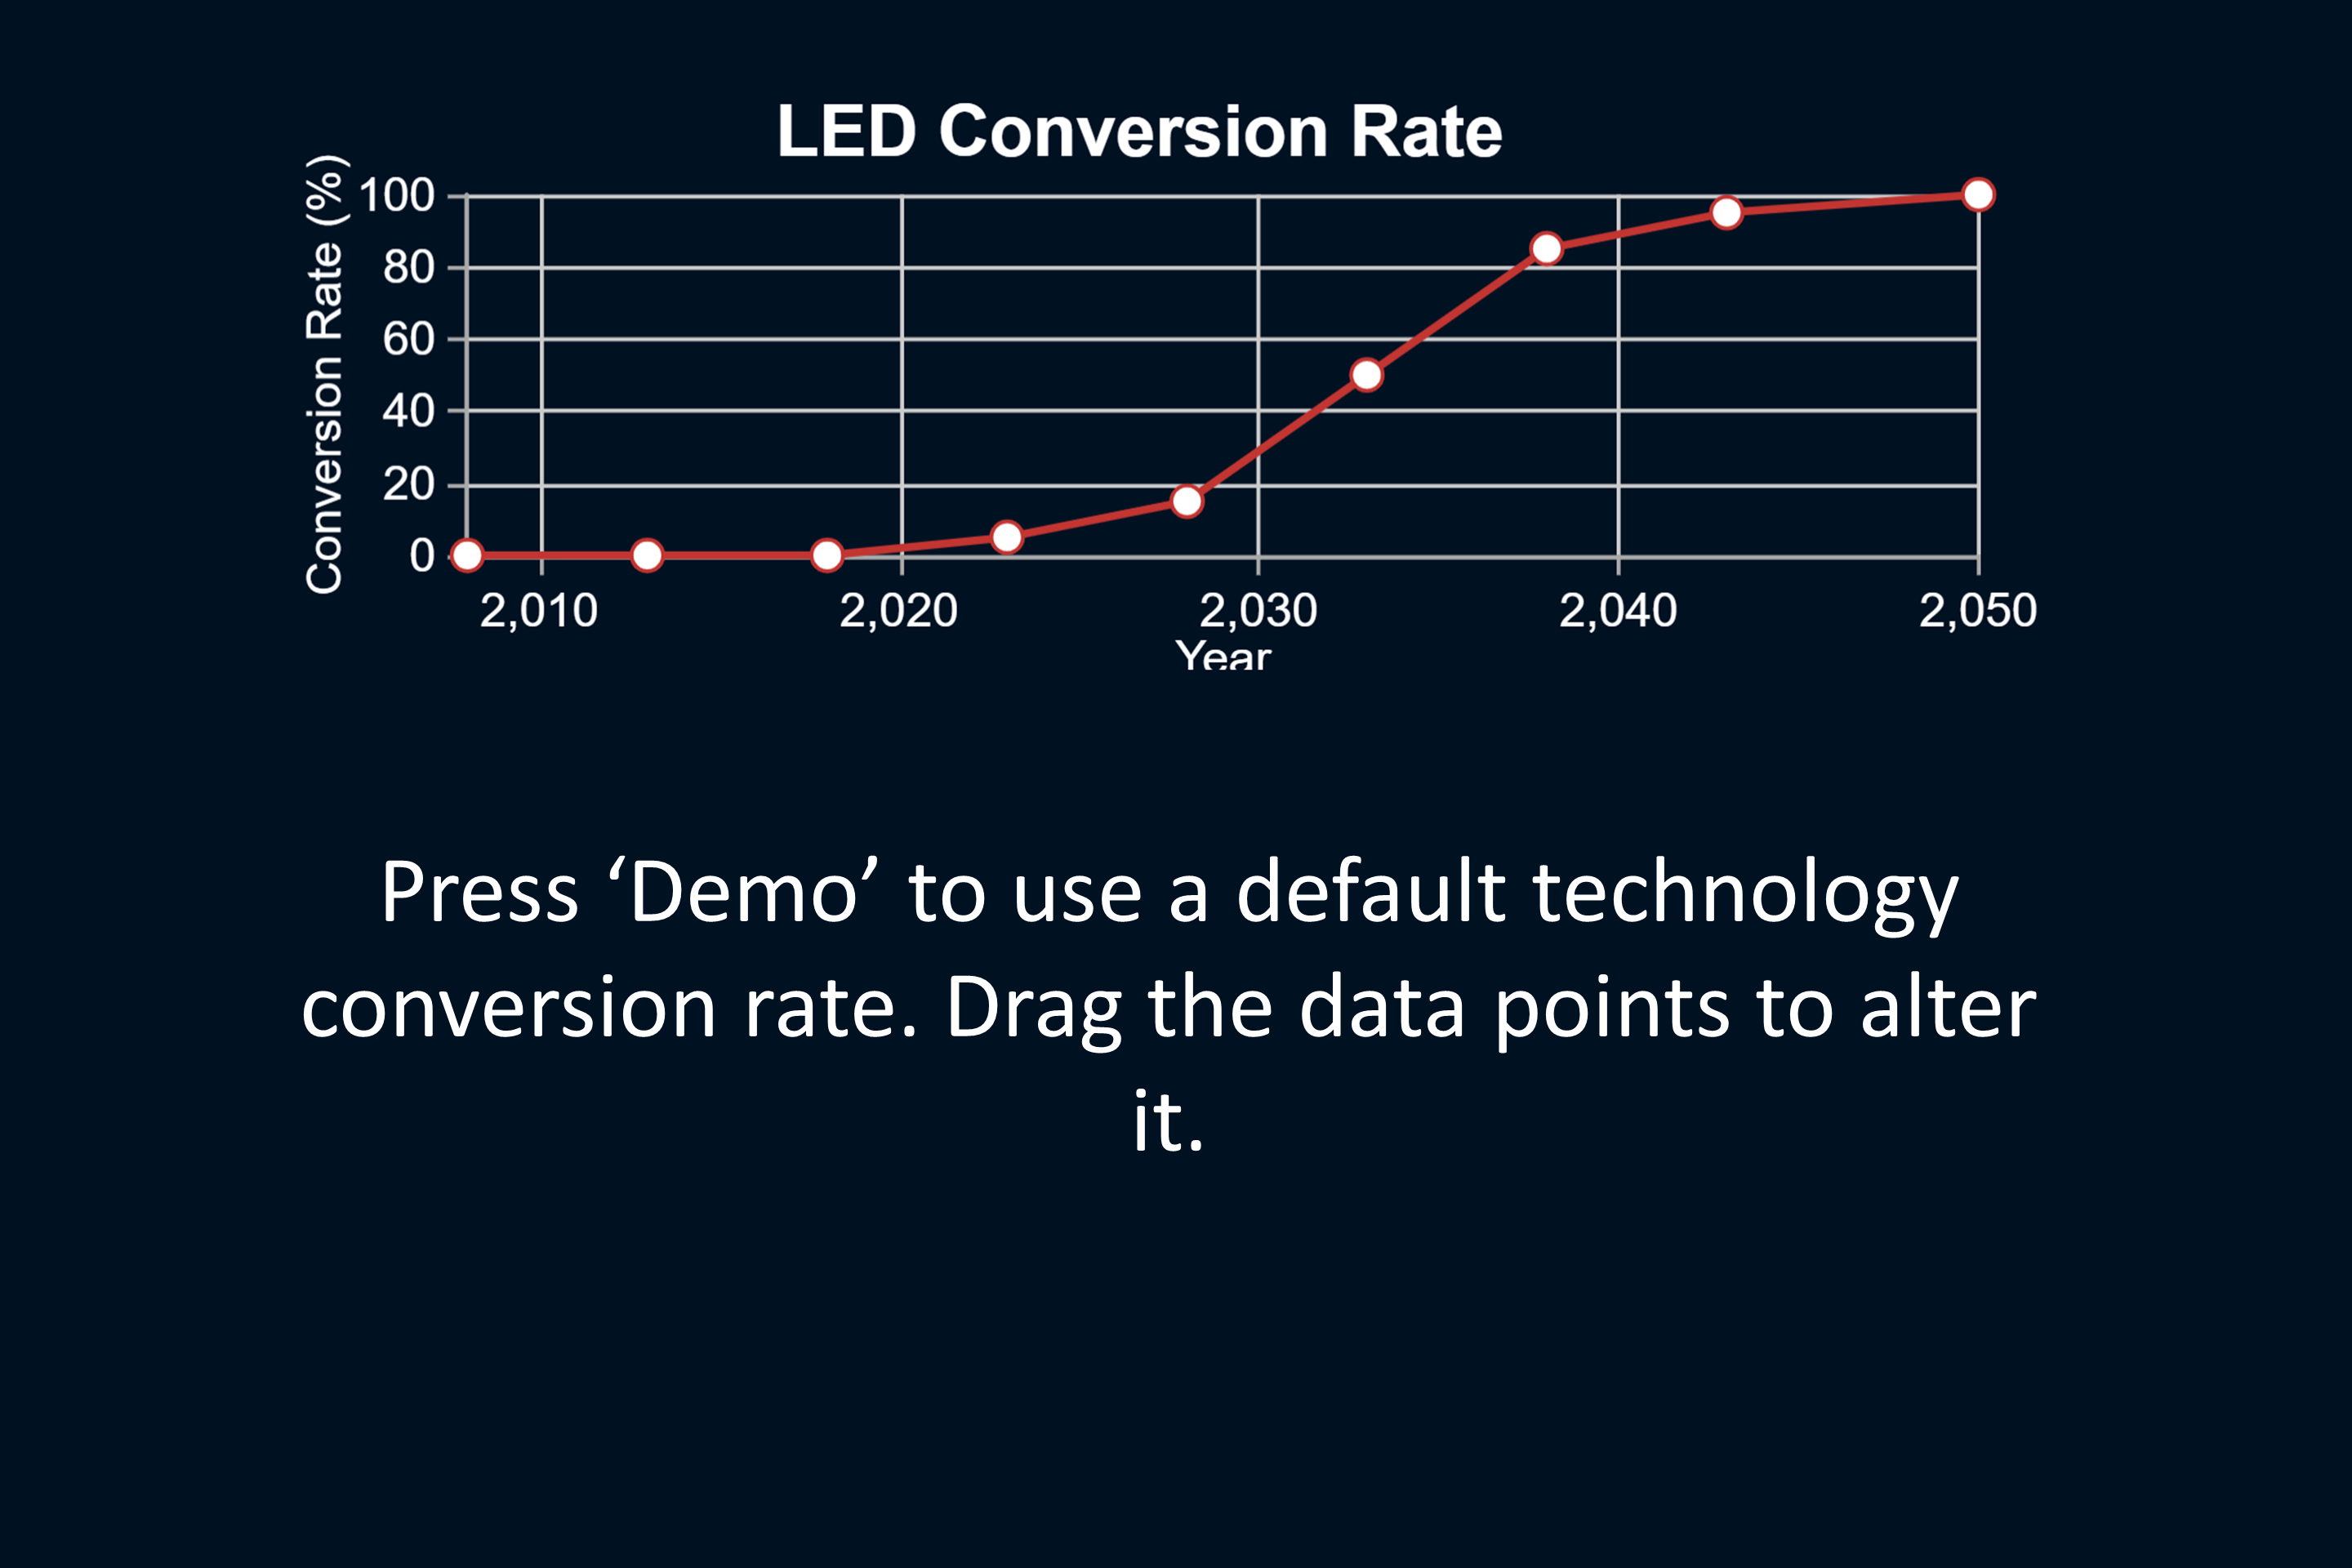 LED Conversion Rate
Conversion Rate (%)
100
80
60
40
20
0
2,010 2,020 2,030 2,040 2,050
Year
Press ‘Demo’ to use a default technology
conversion rate. Drag the data points to alter
it.